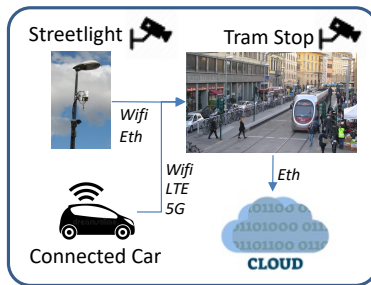 Streetlight
Tram Stop
Wifi
Eth
Wifi
LTE
5G
Eth
Connected Car
CLOUD